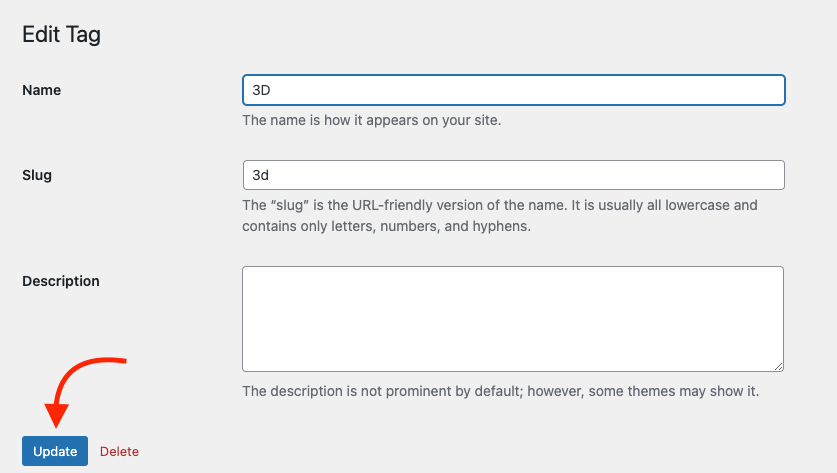 Edit Tag
Name
3D
The name is how it appears on your site.
Slug
3d
The “slug” is the URL-friendly version of the name. It is usually all lowercase and
contains only letters, numbers, and hyphens.
Description
The description is not prominent by default; however, some themes may show it.
Update Delete